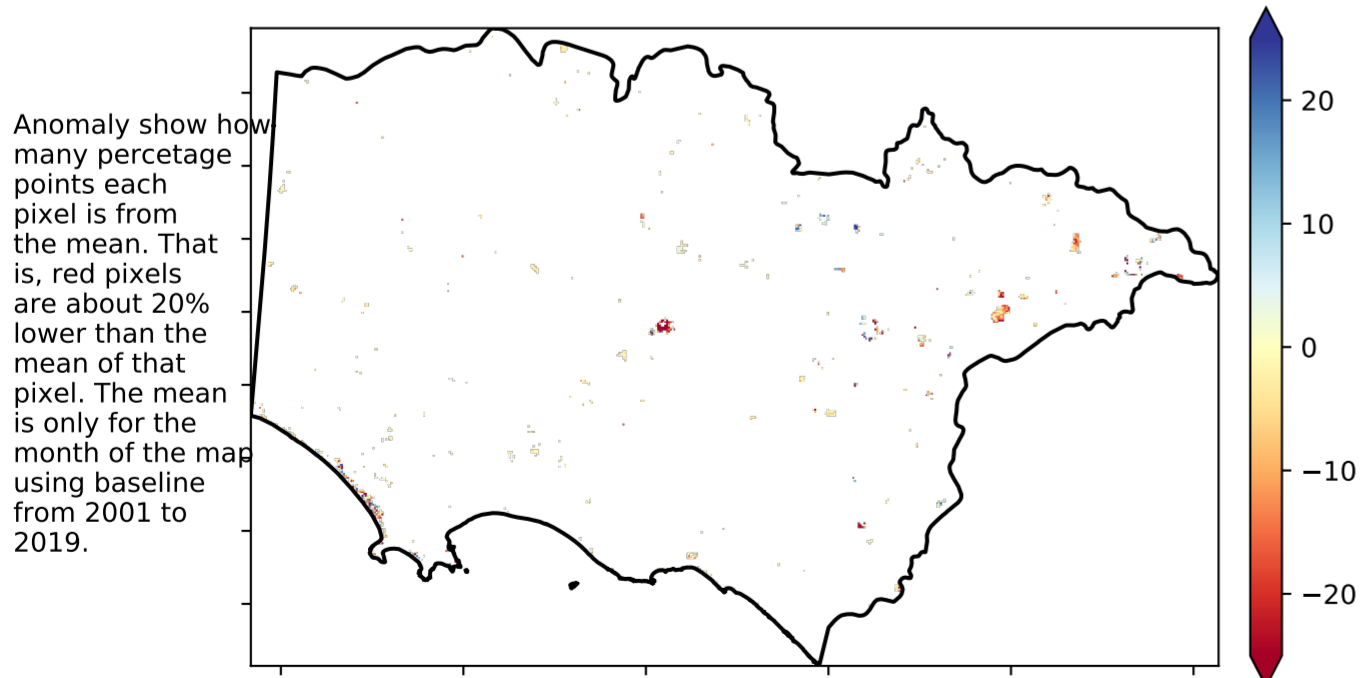 Anomaly show how
many percetage
points each
pixel is from
the mean. That
is, red pixels
are about 20%
lower than the
mean of that
pixel. The mean
is only for the
month of the map
using baseline
from 2001 to
2019.
20
10
0
−10
−20